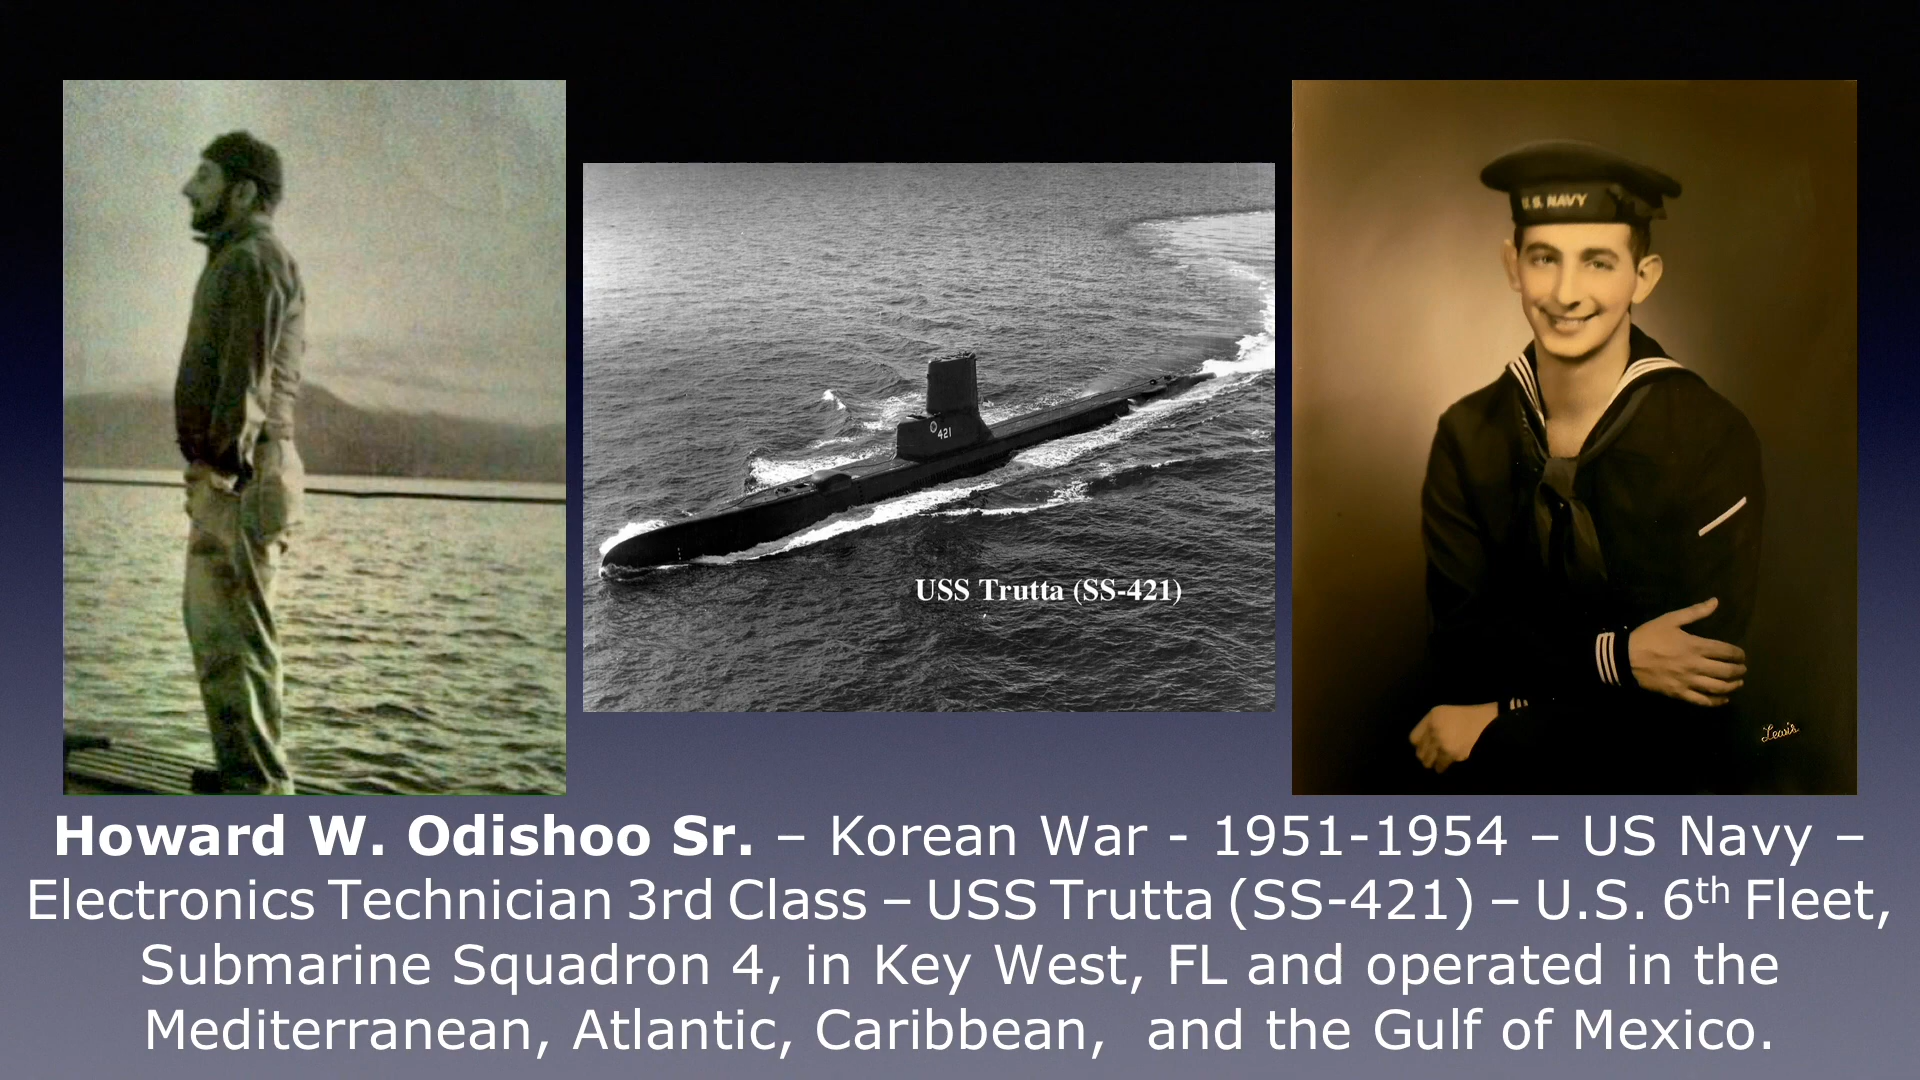 U.S. NAVY
421
USS Trutta (SS-421)
Lewis
Howard W. Odishoo Sr. – Korean War - 1951-1954 – US Navy –
Electronics Technician 3rd Class – USS Trutta (SS-421) – U.S. 6th Fleet,
Submarine Squadron 4, in Key West, FL and operated in the
Mediterranean, Atlantic, Caribbean,  and the Gulf of Mexico.